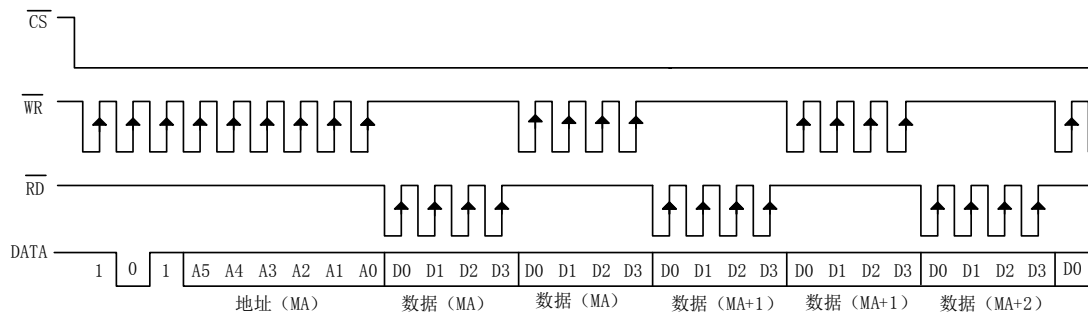 CS
WR
RD
DATA
1 0 1 A5 A4 A3 A2 A1 A0 D0 D1 D2 D3 D0 D1 D2 D3 D0 D1 D2 D3 D0 D1 D2 D3 D0 D1 D2 D3 D0
地址（MA） 数据（MA） 数据（MA） 数据（MA+1） 数据（MA+1） 数据（MA+2）